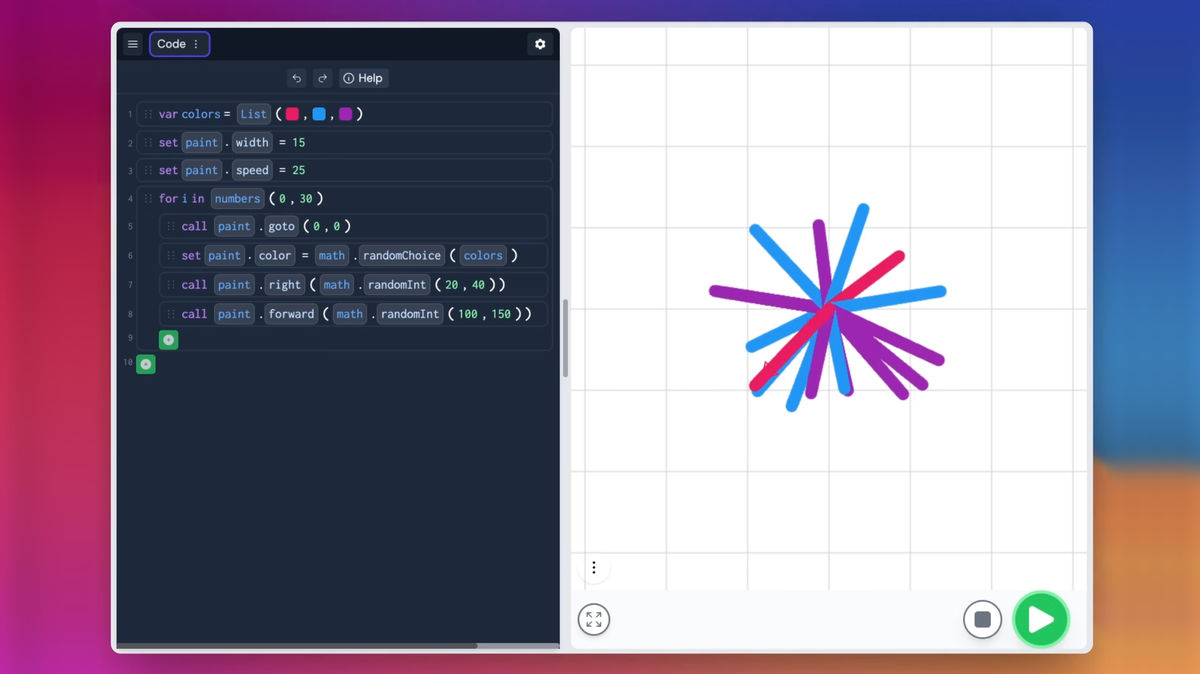 Code
Help
1 var colors = List ( , , )
2 set paint . width = 15
3 set paint . speed = 25
4 for i in numbers ( 0 , 30 )
5 call paint . goto ( 0 , 0 )
6 set paint . color = math . randomChoice ( colors )
7 call paint . right ( math . randomInt ( 20 , 40 ) )
8 call paint . forward ( math . randomInt ( 100 , 150 ) )
9
10